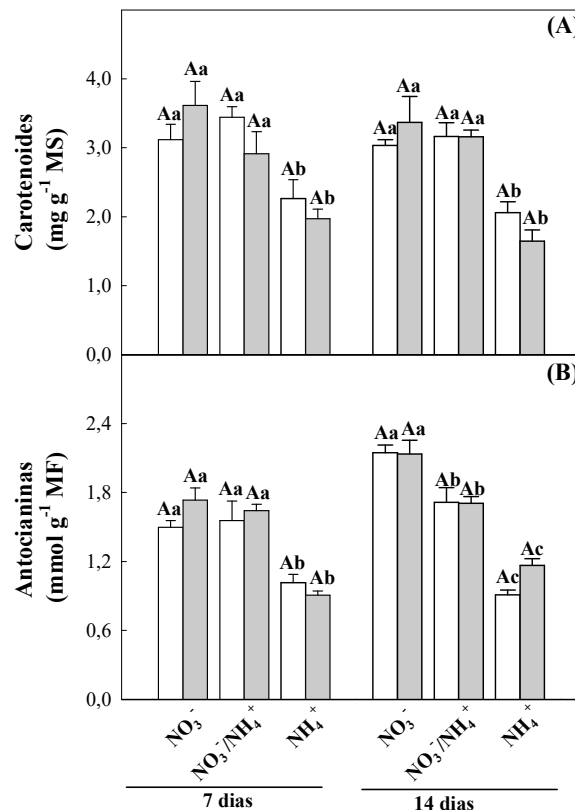 (A)
Carotenoides
(mg g⁻¹ MS)
4,0
3,0
2,0
1,0
0,0
Aa Aa Aa Aa Ab Ab Aa Aa Aa Aa Ab Ab
(B)
Antocianinas
(mmol g⁻¹ MF)
2,4
1,8
1,2
0,6
0,0
Aa Aa Aa Aa Ab Ab Aa Aa Ab Ab Ac Ac
NO₃⁻ NO₃⁻/NH₄⁺ NH₄⁺ NO₃⁻ NO₃⁻/NH₄⁺ NH₄⁺
7 dias 14 dias